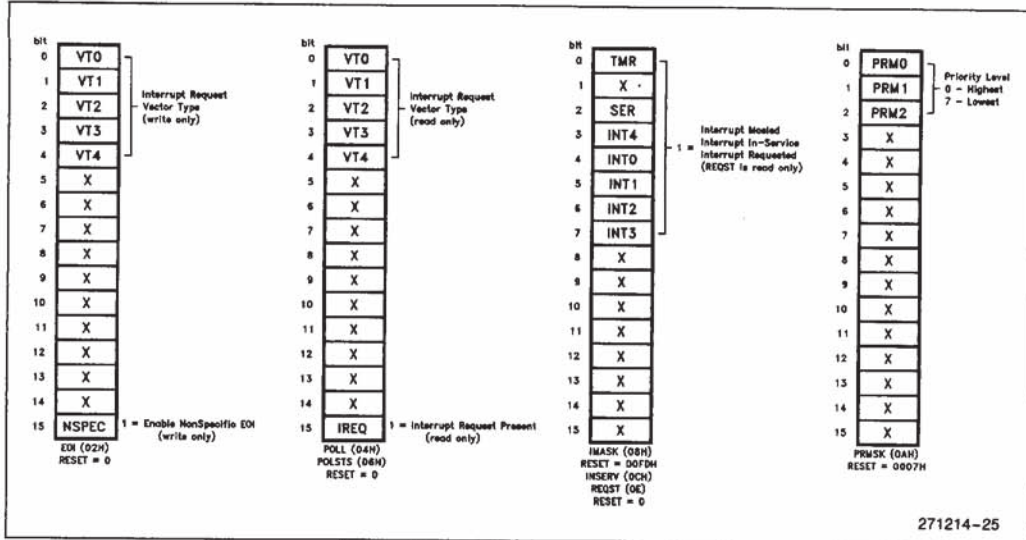 bit
0 VT0
1 VT1
2 VT2
3 VT3
4 VT4
5 X
6 X
7 X
8 X
9 X
10 X
11 X
12 X
13 X
14 X
15 NSPEC
Interrupt Request
Vector Type
(write only)
1 = Enable NonSpecific EOI
(write only)
EOI (02H)
RESET = 0
bit
0 VT0
1 VT1
2 VT2
3 VT3
4 VT4
5 X
6 X
7 X
8 X
9 X
10 X
11 X
12 X
13 X
14 X
15 IREQ
Interrupt Request
Vector Type
(read only)
1 = Interrupt Request Present
(read only)
POLL (04H)
POLSTS (06H)
RESET = 0
bit
0 TMR
1 X
2 SER
3 INT4
4 INT0
5 INT1
6 INT2
7 INT3
8 X
9 X
10 X
11 X
12 X
13 X
14 X
15 X
1 =
Interrupt Masked
Interrupt In-Service
Interrupt Requested
(REQST is read only)
IMASK (08H)
RESET = 00FDH
INSERV (0CH)
REQST (0E)
RESET = 0
bit
0 PRM0
1 PRM1
2 PRM2
3 X
4 X
5 X
6 X
7 X
8 X
9 X
10 X
11 X
12 X
13 X
14 X
15 X
Priority Level
0 - Highest
7 - Lowest
PRMSK (0AH)
RESET = 0007H
271214-25